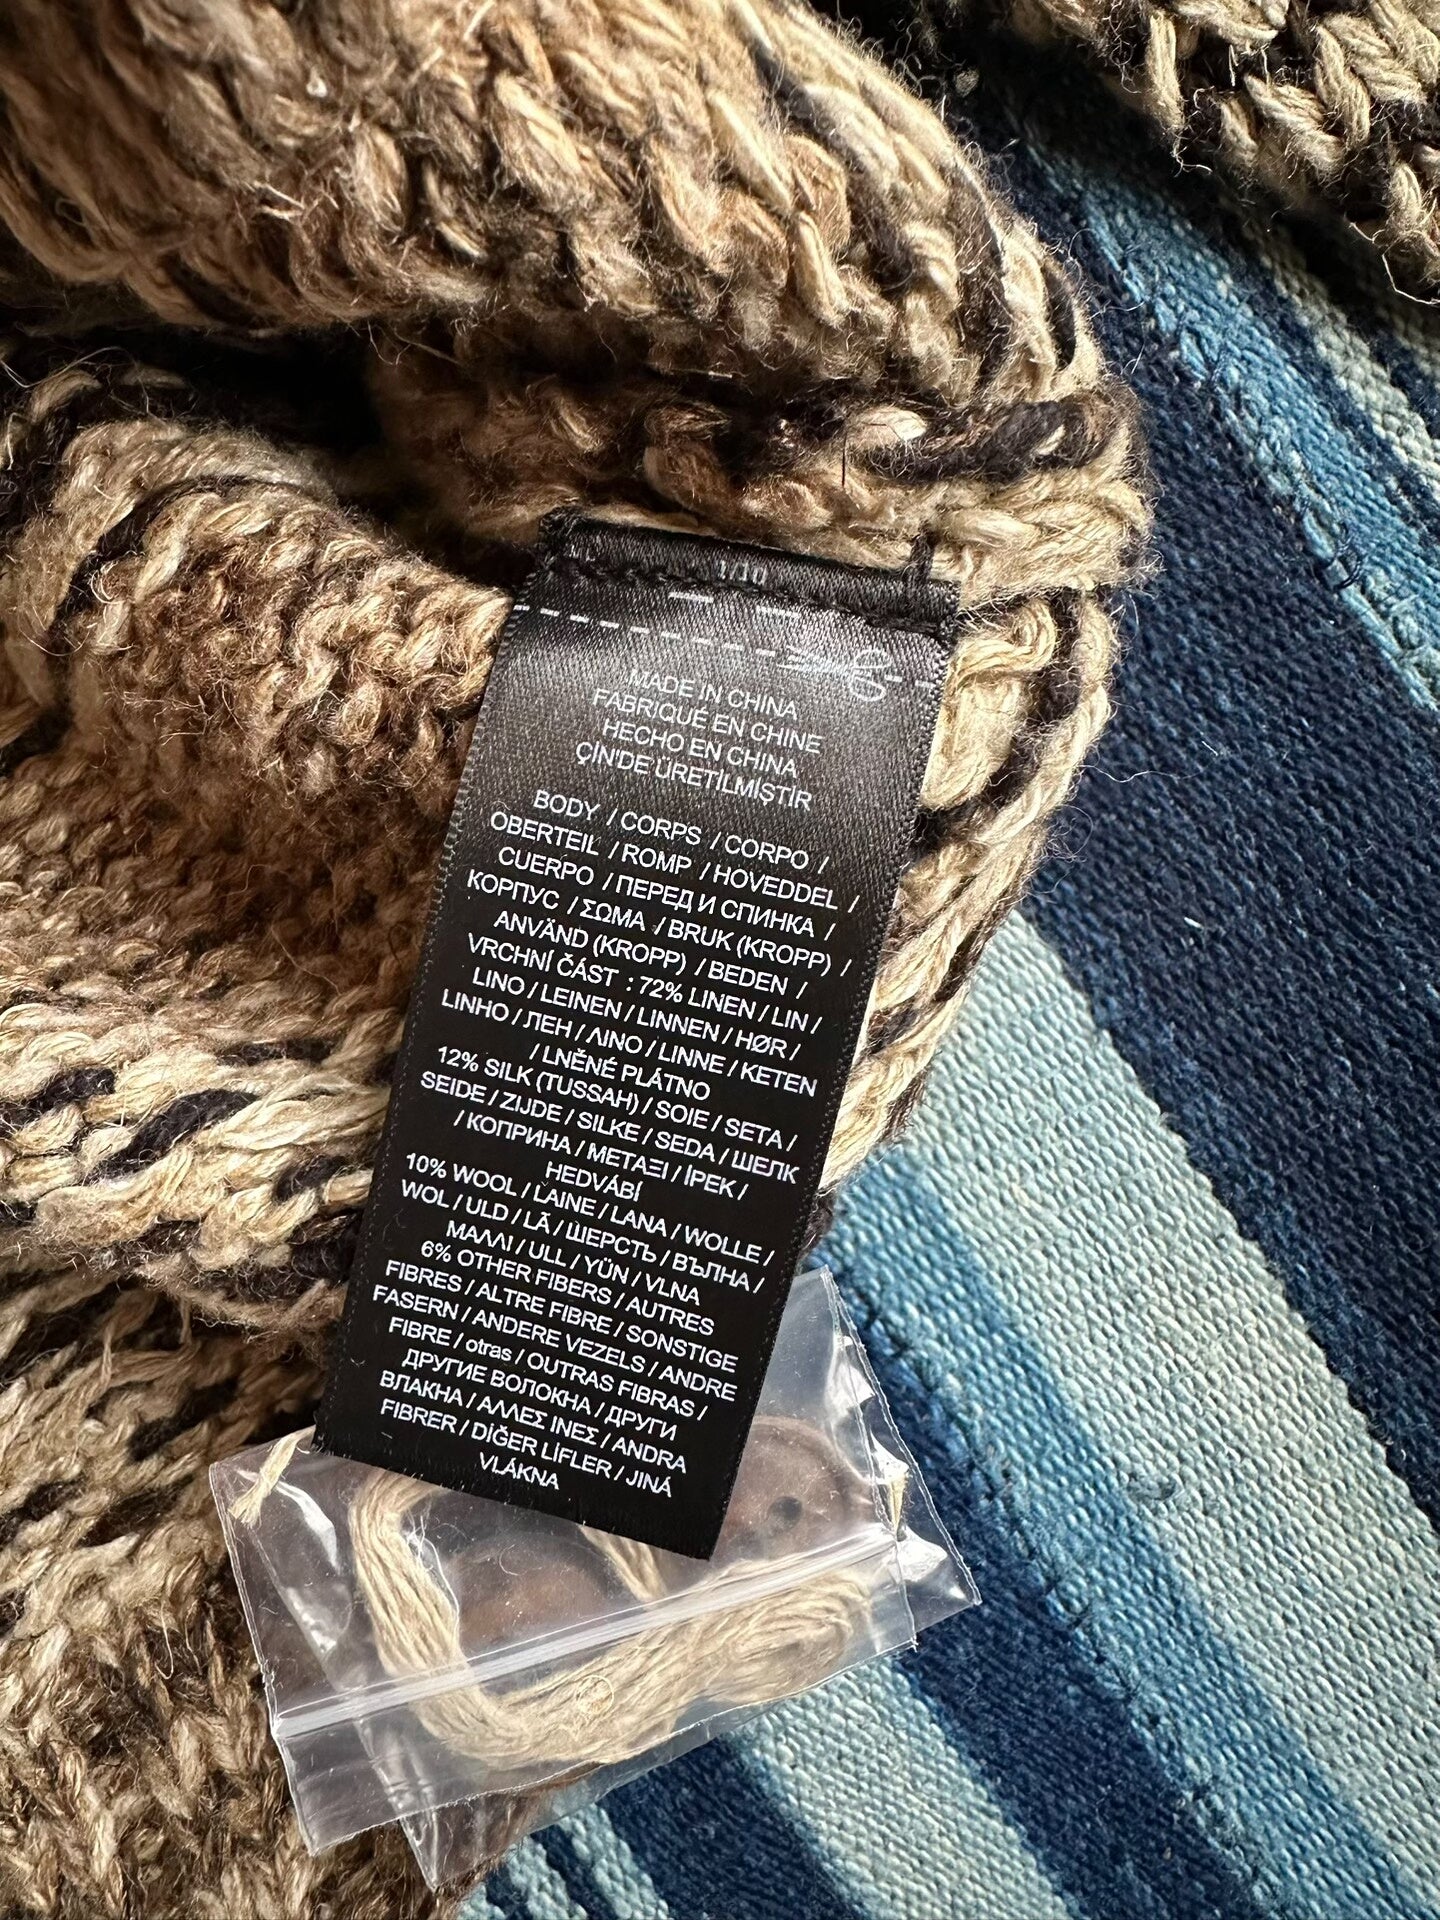 MADE IN CHINA
FABRIQUÉ EN CHINE
HECHO EN CHINA
ÇİN'DE ÜRETİLMİŞTİR
BODY / CORPS / CORPO /
OBERTEIL / ROMP / HOVEDDEL /
CUERPO / ПЕРЕД И СПИНКА /
КОРПУС / ΣΩΜΑ / BRUK (KROPP) /
ANVÄND (KROPP) / BEDEN /
VRCHNÍ ČÁST : 72% LINEN / LIN /
LINO / LEINEN / LINNEN / HØR /
LINHO / ЛЕН / ΛΙΝΟ / LINNE / KETEN
/ LNĚNÉ PLÁTNO
12% SILK (TUSSAH) / SOIE / SETA /
SEIDE / ZIJDE / SILKE / SEDA / ШЕЛК
/ КОПРИНА / ΜΕΤΑΞΙ / İPEK /
HEDVÁBÍ
10% WOOL / LAINE / LANA / WOLLE /
WOL / ULD / LÃ / ШЕРСТЬ / ВЪЛНА /
ΜΑΛΛΙ / ULL / YÜN / VLNA
6% OTHER FIBERS / AUTRES
FIBRES / ALTRE FIBRE / SONSTIGE
FASERN / ANDERE VEZELS / ANDRE
FIBRE / otras / OUTRAS FIBRAS /
ДРУГИЕ ВОЛОКНА / ДРУГИ
ВЛАКНА / ΑΛΛΕΣ ΙΝΕΣ / ANDRA
FIBRER / DİĞER LİFLER / JINÁ
VLÁKNA